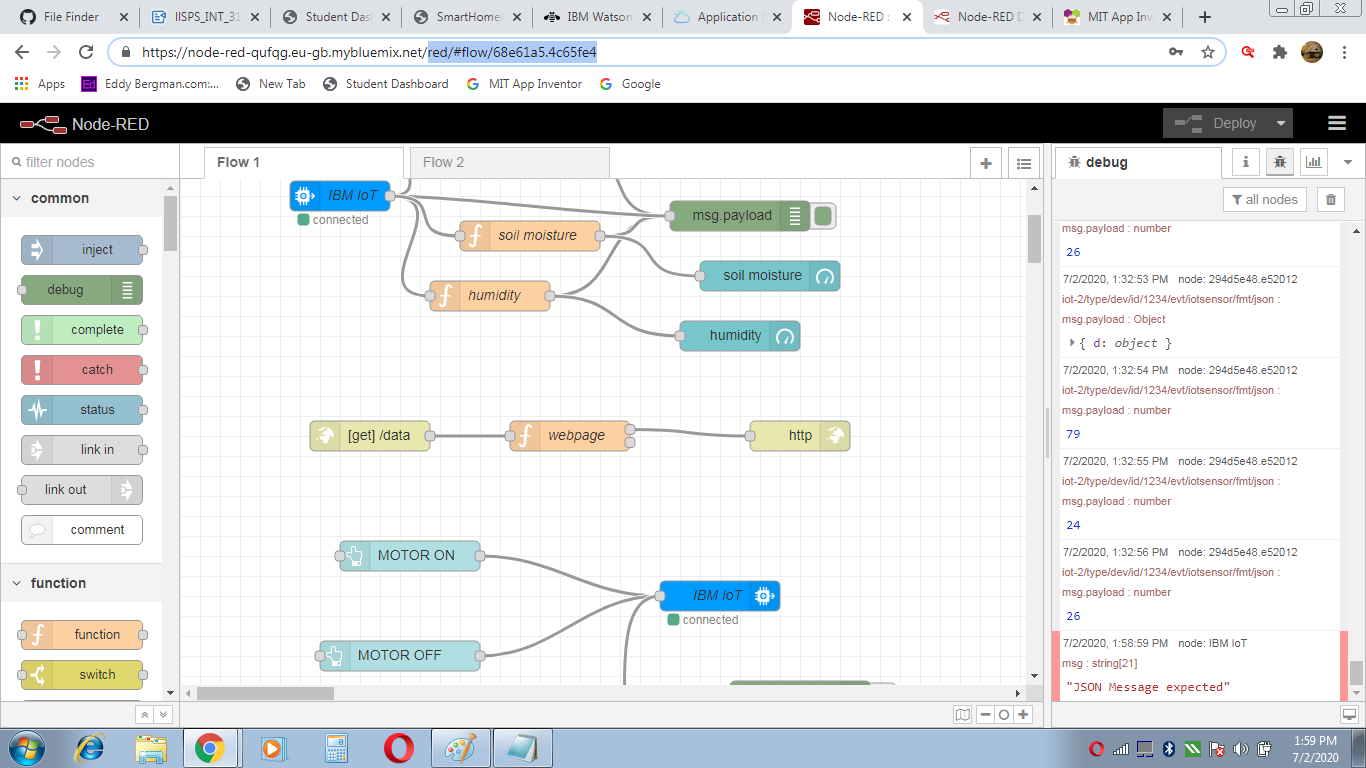 File Finder
IISPS_INT_31
Student Das
SmartHomeA
IBM Watson
Application
Node-RED :
Node-RED D
MIT App Inv
https://node-red-qufqg.eu-gb.mybluemix.net/red/#flow/68e61a5.4c65fe4
Apps
Ed
Eddy Bergman.com:...
New Tab
Student Dashboard
MIT App Inventor
Google
Node-RED
Deploy
filter nodes
common
inject
debug
complete
catch
status
link in
link out
comment
function
function
switch
Flow 1
Flow 2
IBM IoT
connected
soil moisture
humidity
msg.payload
soil moisture
humidity
[get] /data
webpage
http
MOTOR ON
MOTOR OFF
IBM IoT
connected
debug
all nodes
msg.payload : number
26
7/2/2020, 1:32:53 PM node: 294d5e48.e52012
iot-2/type/dev/id/1234/evt/iotsensor/fmt/json :
msg.payload : Object
{ d: object }
7/2/2020, 1:32:54 PM node: 294d5e48.e52012
iot-2/type/dev/id/1234/evt/iotsensor/fmt/json :
msg.payload : number
79
7/2/2020, 1:32:55 PM node: 294d5e48.e52012
iot-2/type/dev/id/1234/evt/iotsensor/fmt/json :
msg.payload : number
24
7/2/2020, 1:32:56 PM node: 294d5e48.e52012
iot-2/type/dev/id/1234/evt/iotsensor/fmt/json :
msg.payload : number
26
7/2/2020, 1:58:59 PM node: IBM IoT
msg : string[21]
"JSON Message expected"
1:59 PM
7/2/2020